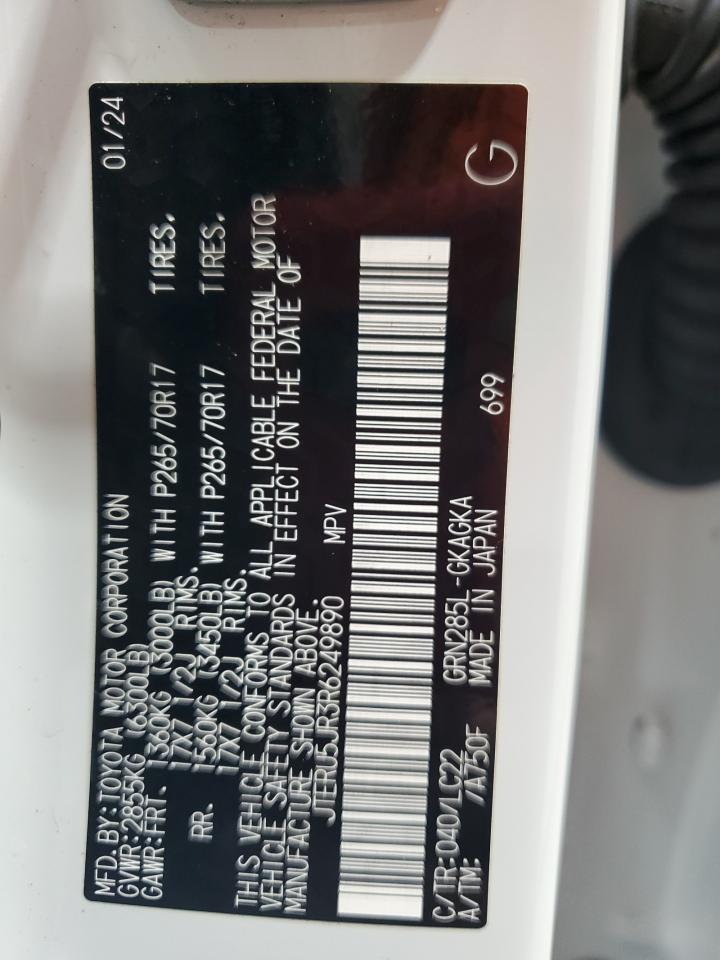 MFD. BY: TOYOTA MOTOR CORPORATION 01/24
GVWR: 2855KG (6300LB)
GAWR: FRT. 1360KG (3000LB) WITH P265/70R17 TIRES,
17X7 1/2J RIMS.
RR. 1560KG (3450LB) WITH P265/70R17 TIRES,
17X7 1/2J RIMS.
THIS VEHICLE CONFORMS TO ALL APPLICABLE FEDERAL MOTOR
VEHICLE SAFETY STANDARDS IN EFFECT ON THE DATE OF
MANUFACTURE SHOWN ABOVE.
JTERU5JR3R6249890 MPV
C/TR: 040/LC22 GRN285L-GKAGKA
A/TM: /A750F MADE IN JAPAN 699 G